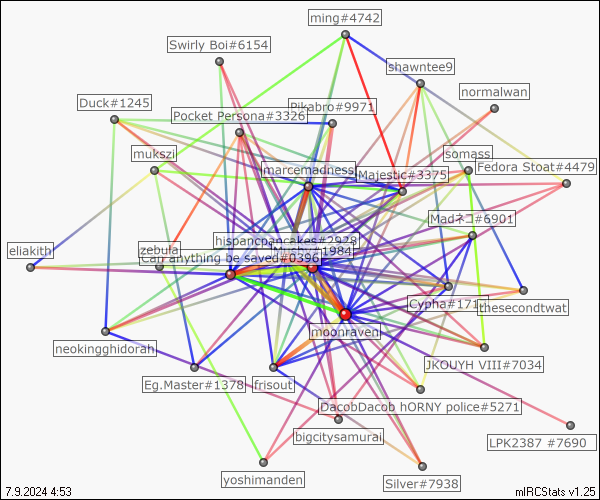 ming#4742
Swirly Boi#6154
shawntee9
normalwan
Duck#1245
Pikabro#9971
Pocket Persona#3326
mukszi
somass
marcemadness
Majestic#3375
Fedora Stoat#4479
Madネコ#6901
hispancpancakes#2928
eliakith
zebula
1984
Can anything be saved#0396
Cypha#171
thesecondtwat
moonraven
neokingghidorah
JKOUYH VIII#7034
Eg.Master#1378
frisout
DacobDacob hORNY police#5271
bigcitysamurai
LPK2387 #7690
yoshimanden
Silver#7938
7.9.2024 4:53
mIRCStats v1.25